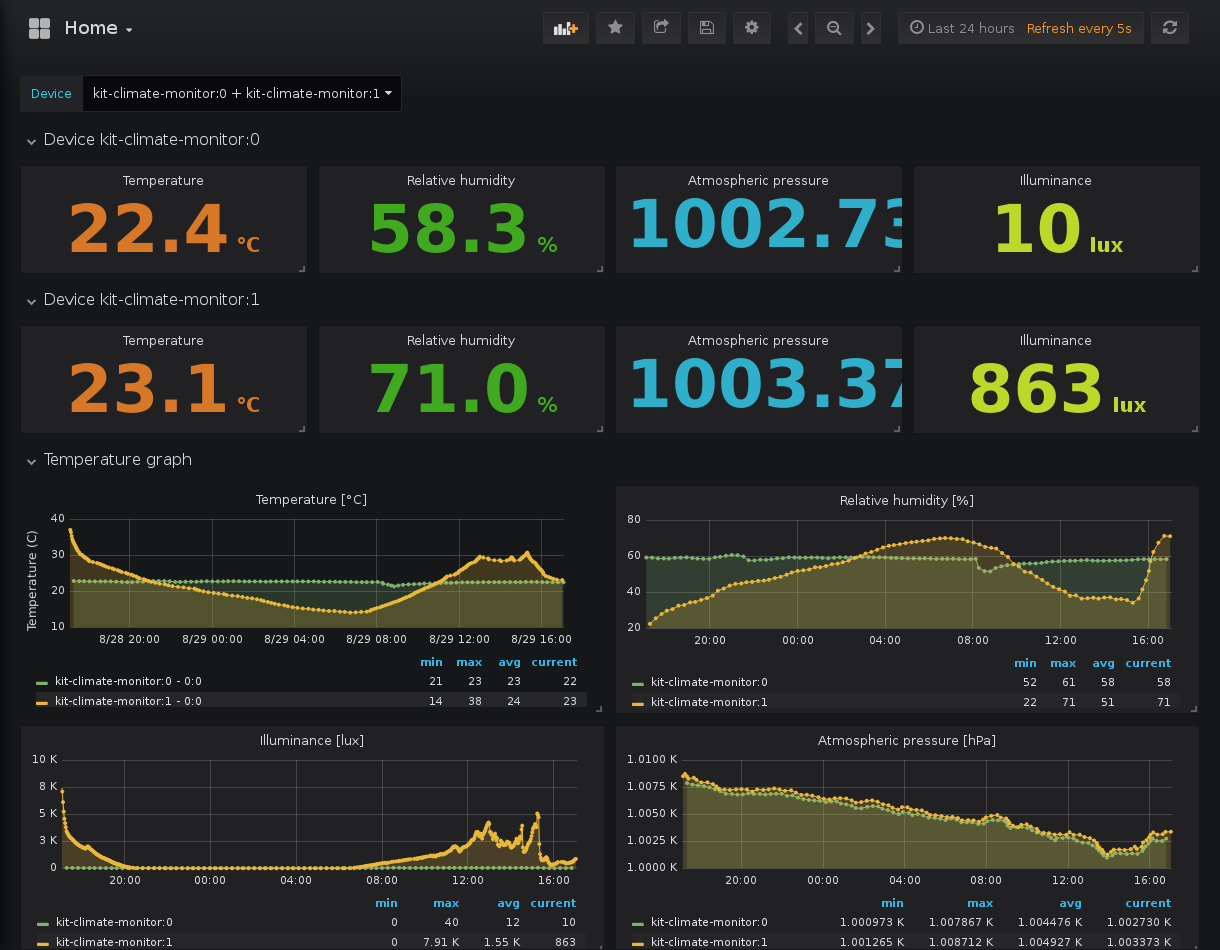 Home
Last 24 hours Refresh every 5s
Device kit-climate-monitor:0 + kit-climate-monitor:1
Device kit-climate-monitor:0
Temperature Relative humidity Atmospheric pressure Illuminance
22.4 °C 58.3 % 1002.73 10 lux
Device kit-climate-monitor:1
Temperature Relative humidity Atmospheric pressure Illuminance
23.1 °C 71.0 % 1003.37 863 lux
Temperature graph
Temperature [°C]
Temperature (C)
40
30
20
10
8/28 20:00 8/29 00:00 8/29 04:00 8/29 08:00 8/29 12:00 8/29 16:00
min max avg current
kit-climate-monitor:0 - 0:0 21 23 23 22
kit-climate-monitor:1 - 0:0 14 38 24 23
Relative humidity [%]
80
60
40
20
20:00 00:00 04:00 08:00 12:00 16:00
min max avg current
kit-climate-monitor:0 52 61 58 58
kit-climate-monitor:1 22 71 51 71
Illuminance [lux]
10 K
8 K
5 K
3 K
0
20:00 00:00 04:00 08:00 12:00 16:00
min max avg current
kit-climate-monitor:0 0 40 12 10
kit-climate-monitor:1 0 7.91 K 1.55 K 863
Atmospheric pressure [hPa]
1.0100 K
1.0075 K
1.0050 K
1.0025 K
1.0000 K
20:00 00:00 04:00 08:00 12:00 16:00
min max avg current
kit-climate-monitor:0 1.000973 K 1.007867 K 1.004476 K 1.002730 K
kit-climate-monitor:1 1.001265 K 1.008712 K 1.004927 K 1.003373 K